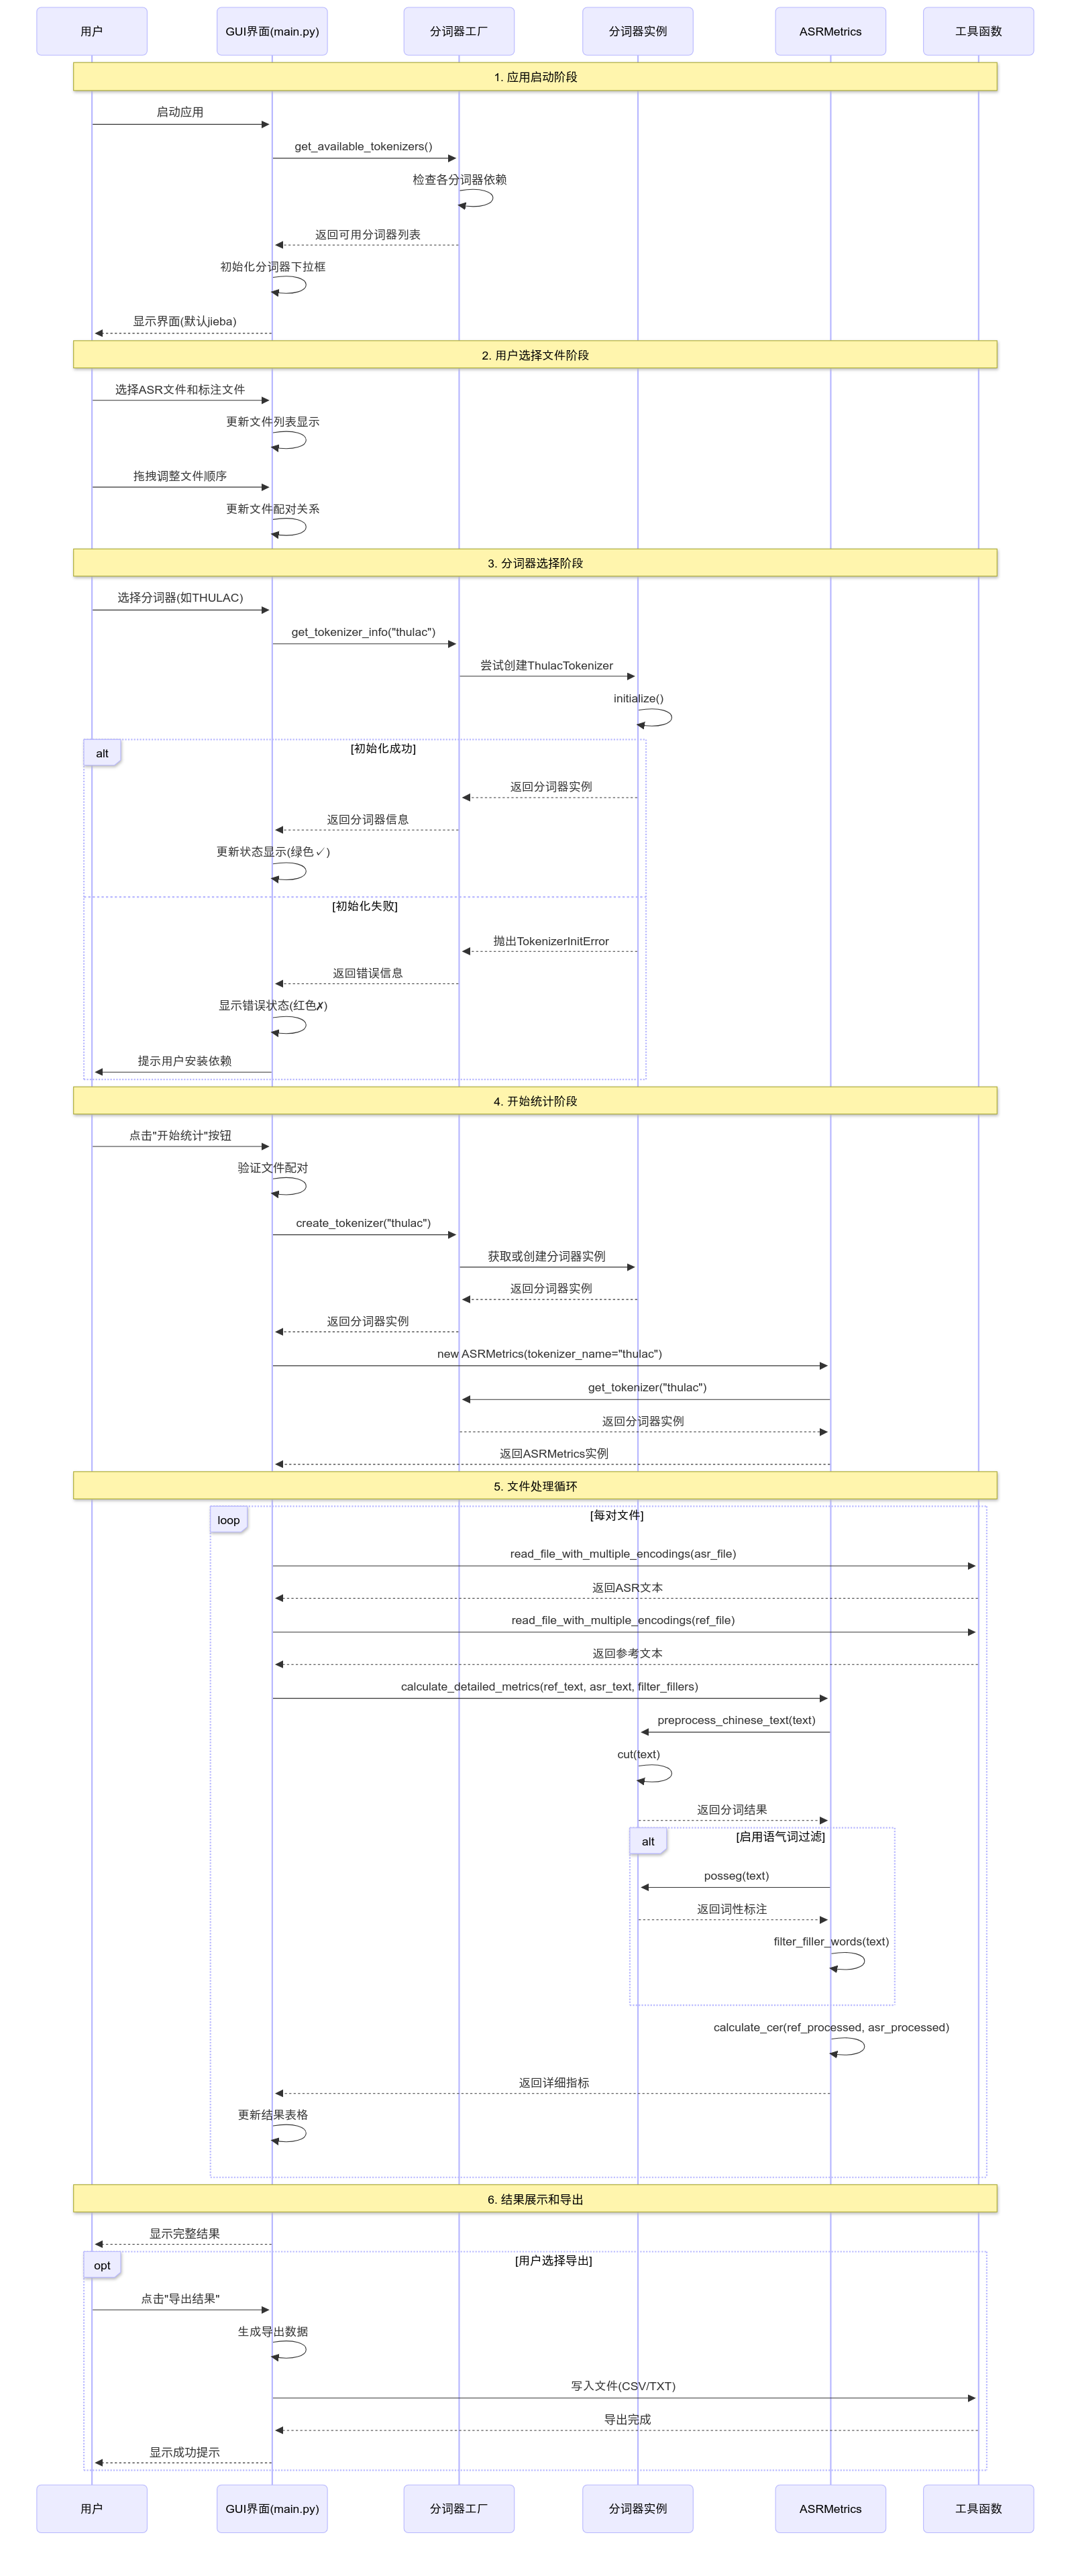 用户
GUI界面(main.py)
分词器工厂
分词器实例
ASRMetrics
工具函数
1. 应用启动阶段
启动应用
get_available_tokenizers()
检查各分词器依赖
返回可用分词器列表
初始化分词器下拉框
显示界面(默认jieba)
2. 用户选择文件阶段
选择ASR文件和标注文件
更新文件列表显示
拖拽调整文件顺序
更新文件配对关系
3. 分词器选择阶段
选择分词器(如THULAC)
get_tokenizer_info("thulac")
尝试创建ThulacTokenizer
initialize()
alt
[初始化成功]
返回分词器实例
返回分词器信息
更新状态显示(绿色✓)
[初始化失败]
抛出TokenizerInitError
返回错误信息
显示错误状态(红色✗)
提示用户安装依赖
4. 开始统计阶段
点击"开始统计"按钮
验证文件配对
create_tokenizer("thulac")
获取或创建分词器实例
返回分词器实例
返回分词器实例
new ASRMetrics(tokenizer_name="thulac")
get_tokenizer("thulac")
返回分词器实例
返回ASRMetrics实例
5. 文件处理循环
loop
[每对文件]
read_file_with_multiple_encodings(asr_file)
返回ASR文本
read_file_with_multiple_encodings(ref_file)
返回参考文本
calculate_detailed_metrics(ref_text, asr_text, filter_fillers)
preprocess_chinese_text(text)
cut(text)
返回分词结果
alt
[启用语气词过滤]
posseg(text)
返回词性标注
filter_filler_words(text)
calculate_cer(ref_processed, asr_processed)
返回详细指标
更新结果表格
6. 结果展示和导出
显示完整结果
opt
[用户选择导出]
点击"导出结果"
生成导出数据
写入文件(CSV/TXT)
导出完成
显示成功提示
用户
GUI界面(main.py)
分词器工厂
分词器实例
ASRMetrics
工具函数